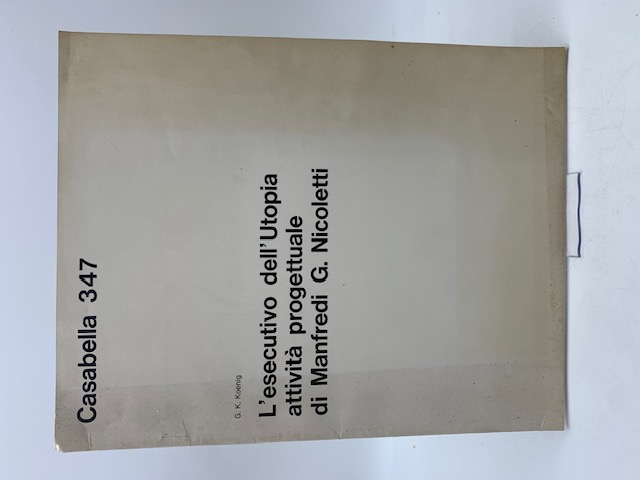 Casabella 347
G. K. Koenig
L'esecutivo dell'Utopia
attività progettuale
di Manfredi G. Nicoletti